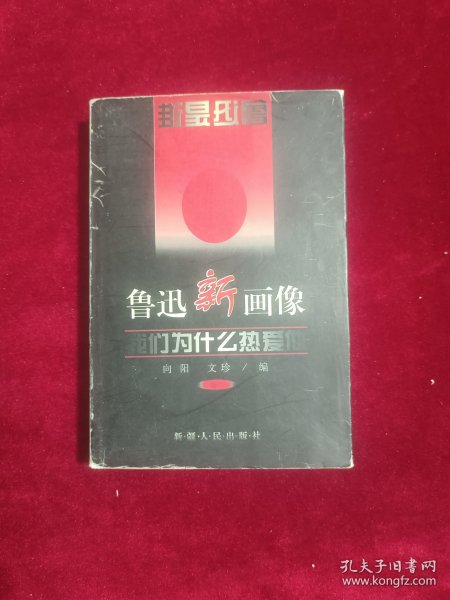 鲁迅新画像
我们为什么热爱他
向阳 文珍/编
新·疆·人·民·出·版·社
孔夫子旧书网
www.kongfz.com